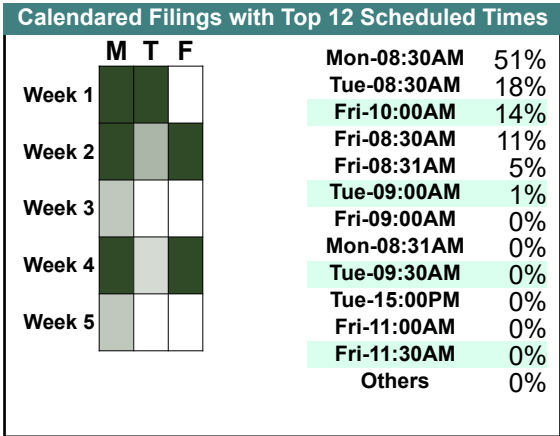 Calendared Filings with Top 12 Scheduled Times
M T F
Week 1
Week 2
Week 3
Week 4
Week 5
Mon-08:30AM 51%
Tue-08:30AM 18%
Fri-10:00AM 14%
Fri-08:30AM 11%
Fri-08:31AM 5%
Tue-09:00AM 1%
Fri-09:00AM 0%
Mon-08:31AM 0%
Tue-09:30AM 0%
Tue-15:00PM 0%
Fri-11:00AM 0%
Fri-11:30AM 0%
Others 0%